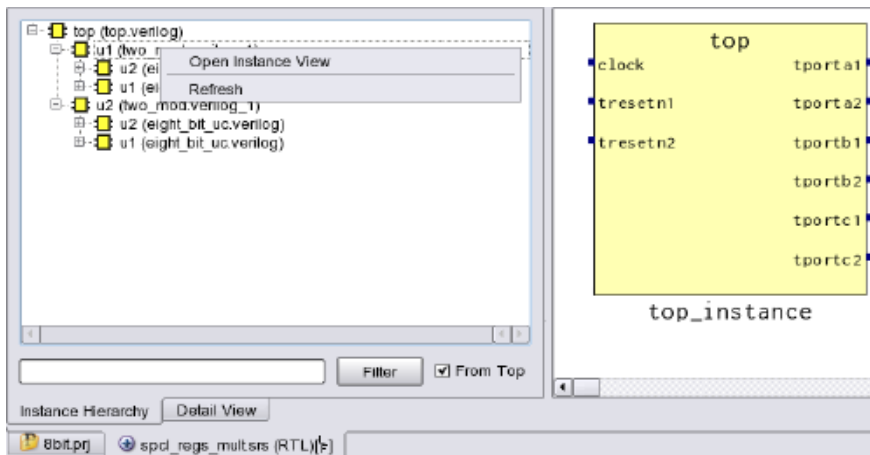 top (top.verilog)
u1 (two_
Open Instance View
u2 (ei
Refresh
u1 (ei
u2 (two_mod.verilog_1)
u2 (eight_bit_uc.verilog)
u1 (eight_bit_uc.verilog)
Filter
From Top
Instance Hierarchy
Detail View
8bit.prj
spcl_regs_mult.srs (RTL)
top
clock
tporta1
tresetn1
tporta2
tresetn2
tportb1
tportb2
tportc1
tportc2
top_instance